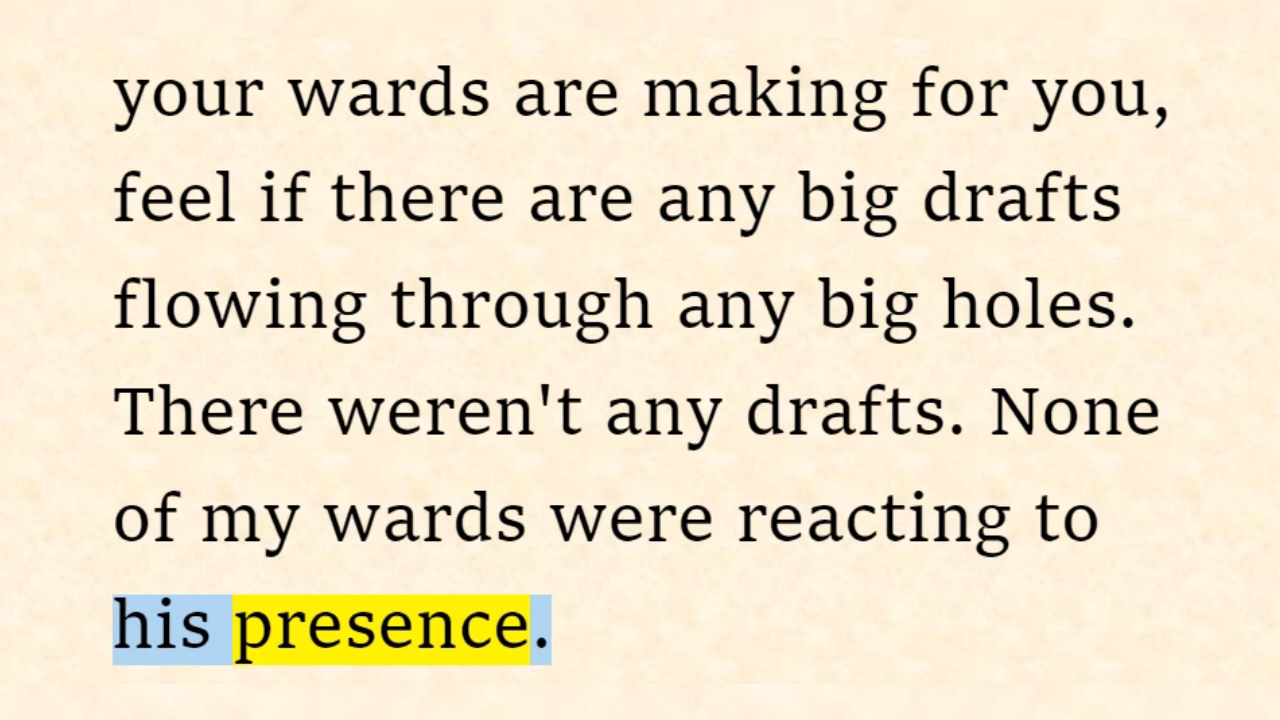 your wards are making for you,
feel if there are any big drafts
flowing through any big holes.
There weren't any drafts. None
of my wards were reacting to
his presence.